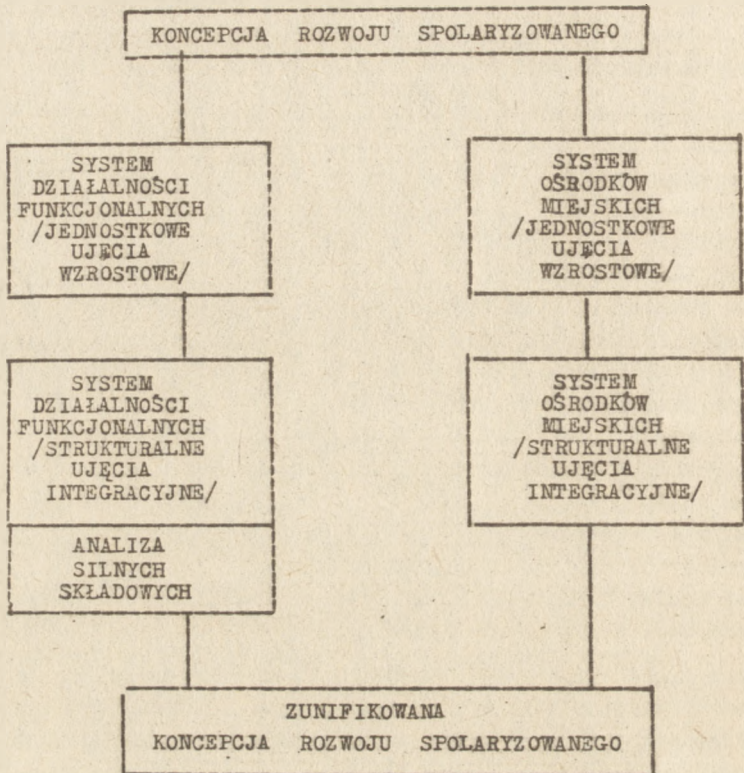 KONCEPCJA ROZWOJU SPOLARYZOWANEGO
SYSTEM
DZIAŁALNOŚCI
FUNKCJONALNYCH
/JEDNOSTKOWE
UJĘCIA
WZROSTOWE/
SYSTEM
OŚRODKÓW
MIEJSKICH
/JEDNOSTKOWE
UJĘCIA
WZROSTOWE/
SYSTEM
DZIAŁALNOŚCI
FUNKCJONALNYCH
/STRUKTURALNE
UJĘCIA
INTEGRACYJNE/
SYSTEM
OŚRODKÓW
MIEJSKICH
/STRUKTURALNE
UJĘCIA
INTEGRACYJNE/
ANALIZA
SILNYCH
SKŁADOWYCH
ZUNIFIKOWANA
KONCEPCJA ROZWOJU SPOLARYZOWANEGO